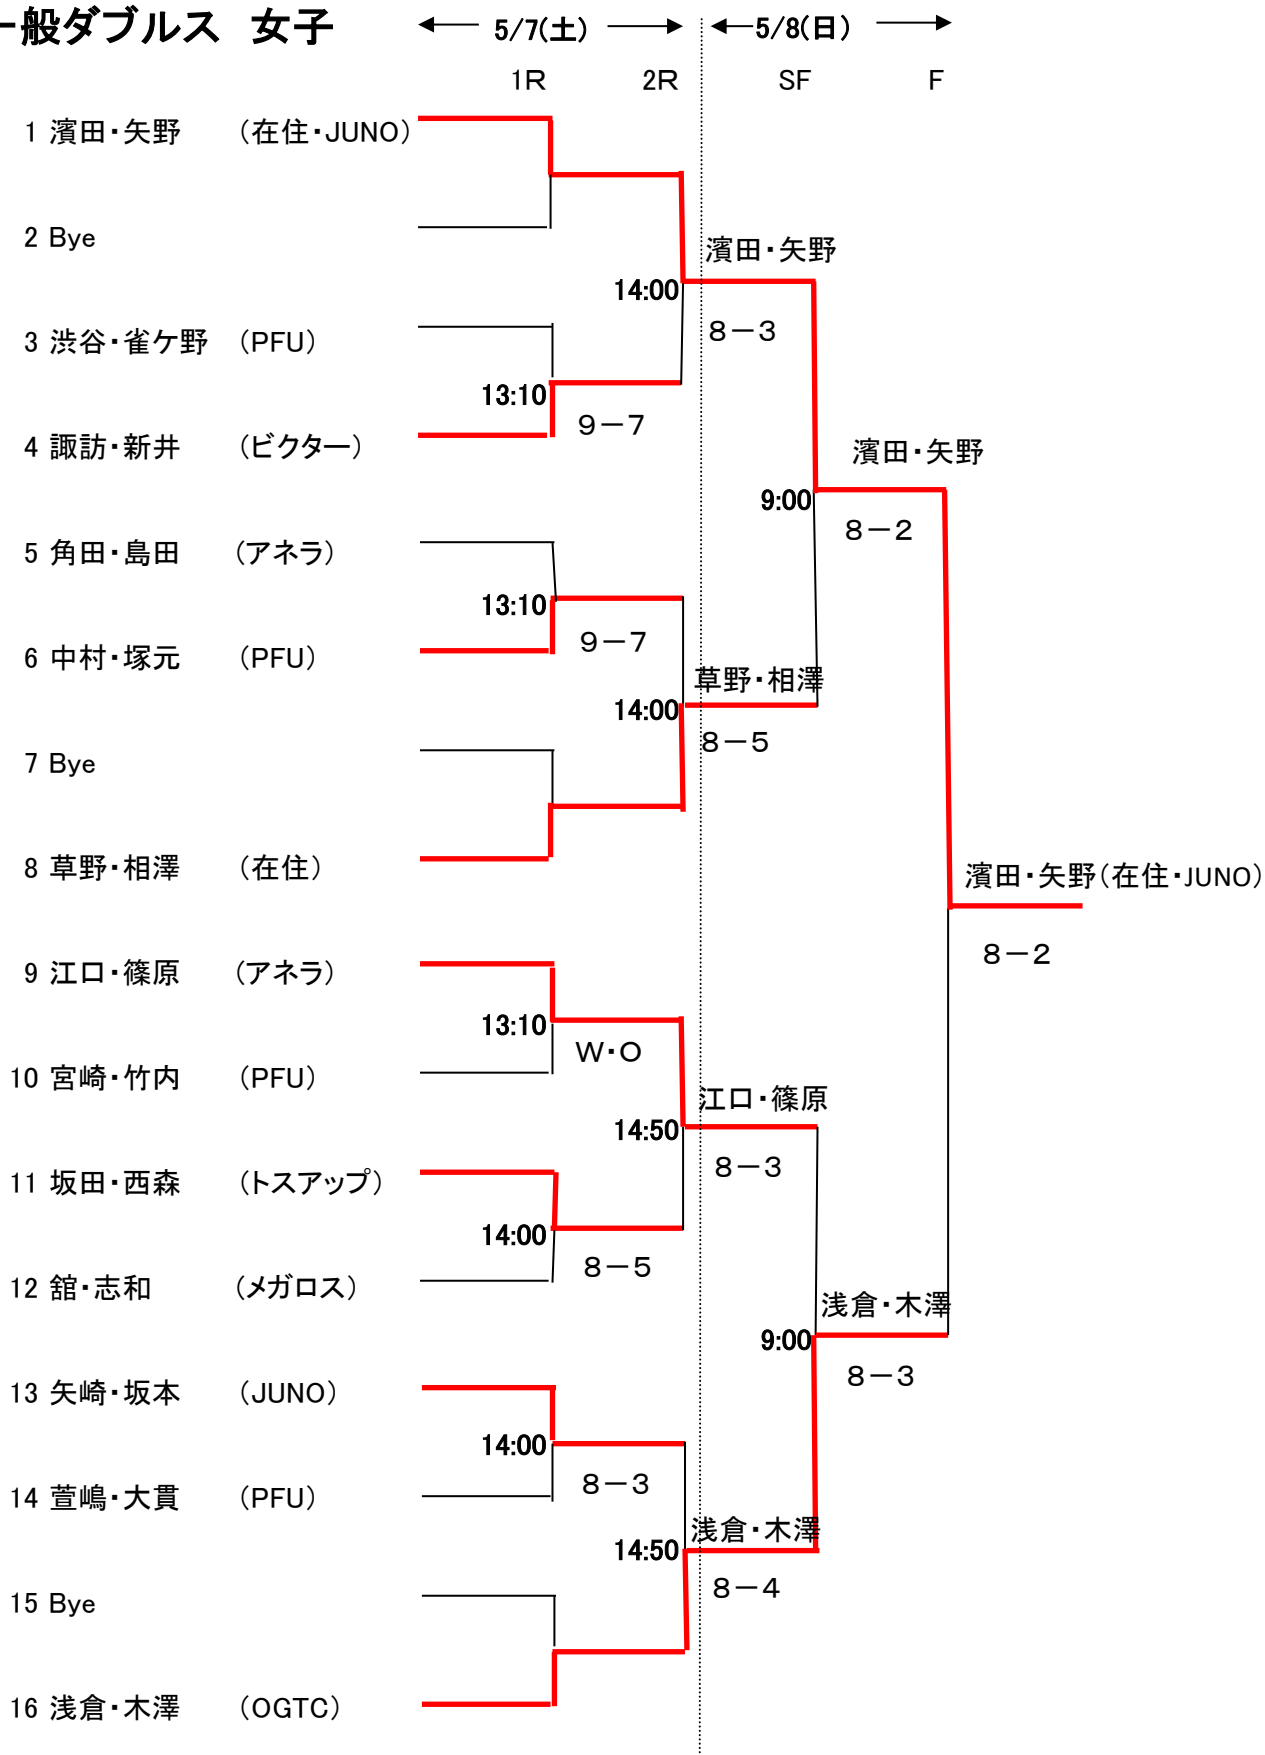 一般ダブルス 女子
5/7(土) 5/8(日)
1R 2R SF F
1 濱田・矢野 (在住・JUNO)
2 Bye
濱田・矢野
14:00
8－3
3 渋谷・雀ケ野 (PFU)
13:10
9－7
4 諏訪・新井 (ビクター)
濱田・矢野
9:00
8－2
5 角田・島田 (アネラ)
13:10
9－7
6 中村・塚元 (PFU)
草野・相澤
14:00
8－5
7 Bye
8 草野・相澤 (在住)
濱田・矢野(在住・JUNO)
8－2
9 江口・篠原 (アネラ)
13:10
W・O
10 宮崎・竹内 (PFU)
江口・篠原
14:50
8－3
11 坂田・西森 (トスアップ)
14:00
8－5
12 舘・志和 (メガロス)
浅倉・木澤
9:00
8－3
13 矢崎・坂本 (JUNO)
14:00
8－3
14 萱嶋・大貫 (PFU)
浅倉・木澤
14:50
8－4
15 Bye
16 浅倉・木澤 (OGTC)